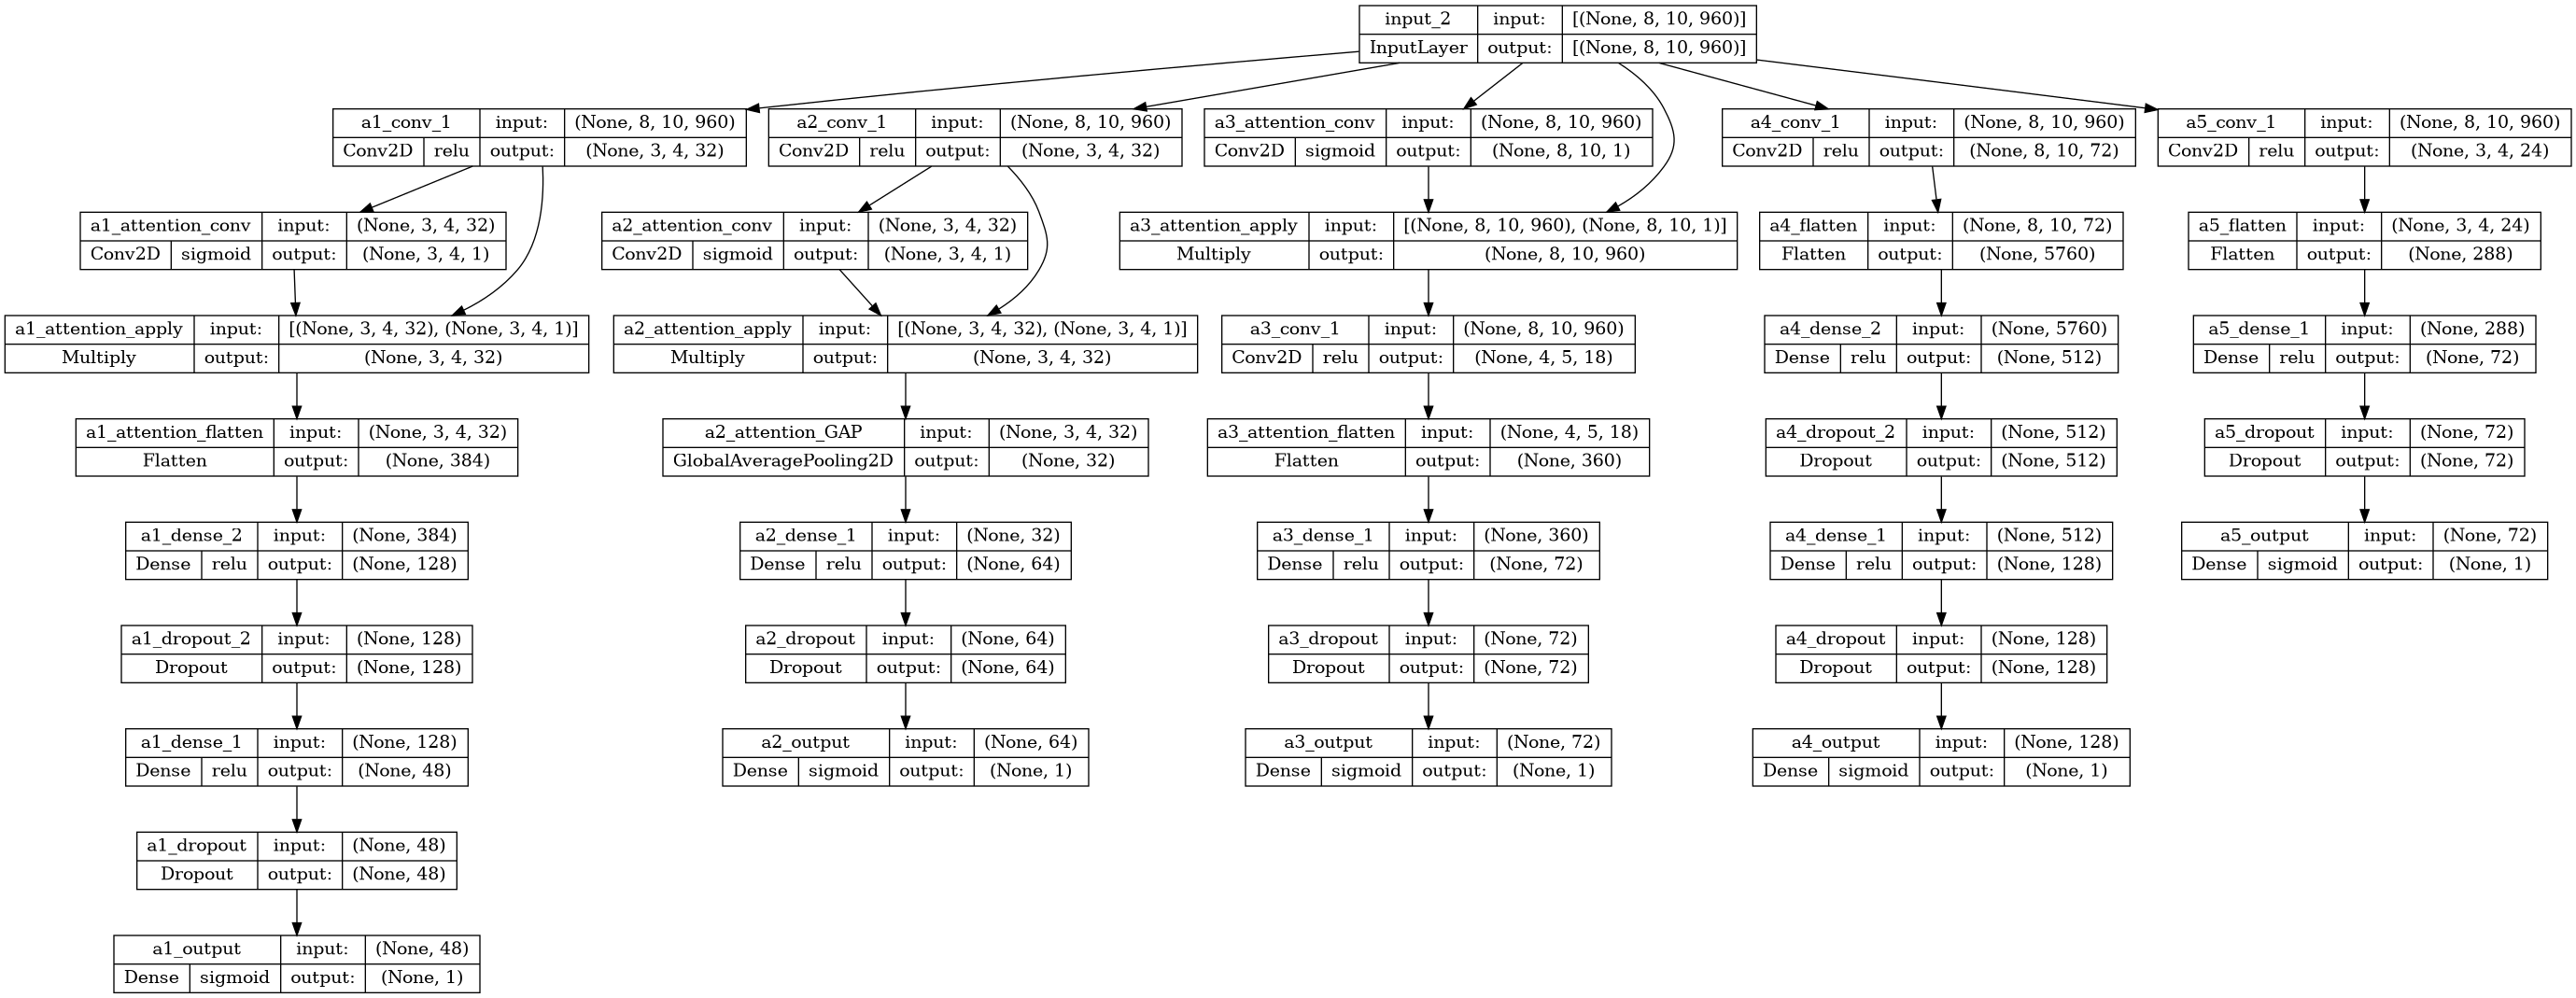 input_2 input: [(None, 8, 10, 960)]
InputLayer output: [(None, 8, 10, 960)]
a1_conv_1 input: (None, 8, 10, 960)
Conv2D relu output: (None, 3, 4, 32)
a2_conv_1 input: (None, 8, 10, 960)
Conv2D relu output: (None, 3, 4, 32)
a3_attention_conv input: (None, 8, 10, 960)
Conv2D sigmoid output: (None, 8, 10, 1)
a4_conv_1 input: (None, 8, 10, 960)
Conv2D relu output: (None, 8, 10, 72)
a5_conv_1 input: (None, 8, 10, 960)
Conv2D relu output: (None, 3, 4, 24)
a1_attention_conv input: (None, 3, 4, 32)
Conv2D sigmoid output: (None, 3, 4, 1)
a2_attention_conv input: (None, 3, 4, 32)
Conv2D sigmoid output: (None, 3, 4, 1)
a3_attention_apply input: [(None, 8, 10, 960), (None, 8, 10, 1)]
Multiply output: (None, 8, 10, 960)
a4_flatten input: (None, 8, 10, 72)
Flatten output: (None, 5760)
a5_flatten input: (None, 3, 4, 24)
Flatten output: (None, 288)
a1_attention_apply input: [(None, 3, 4, 32), (None, 3, 4, 1)]
Multiply output: (None, 3, 4, 32)
a2_attention_apply input: [(None, 3, 4, 32), (None, 3, 4, 1)]
Multiply output: (None, 3, 4, 32)
a3_conv_1 input: (None, 8, 10, 960)
Conv2D relu output: (None, 4, 5, 18)
a4_dense_2 input: (None, 5760)
Dense relu output: (None, 512)
a5_dense_1 input: (None, 288)
Dense relu output: (None, 72)
a1_attention_flatten input: (None, 3, 4, 32)
Flatten output: (None, 384)
a2_attention_GAP input: (None, 3, 4, 32)
GlobalAveragePooling2D output: (None, 32)
a3_attention_flatten input: (None, 4, 5, 18)
Flatten output: (None, 360)
a4_dropout_2 input: (None, 512)
Dropout output: (None, 512)
a5_dropout input: (None, 72)
Dropout output: (None, 72)
a1_dense_2 input: (None, 384)
Dense relu output: (None, 128)
a2_dense_1 input: (None, 32)
Dense relu output: (None, 64)
a3_dense_1 input: (None, 360)
Dense relu output: (None, 72)
a4_dense_1 input: (None, 512)
Dense relu output: (None, 128)
a5_output input: (None, 72)
Dense sigmoid output: (None, 1)
a1_dropout_2 input: (None, 128)
Dropout output: (None, 128)
a2_dropout input: (None, 64)
Dropout output: (None, 64)
a3_dropout input: (None, 72)
Dropout output: (None, 72)
a4_dropout input: (None, 128)
Dropout output: (None, 128)
a1_dense_1 input: (None, 128)
Dense relu output: (None, 48)
a2_output input: (None, 64)
Dense sigmoid output: (None, 1)
a3_output input: (None, 72)
Dense sigmoid output: (None, 1)
a4_output input: (None, 128)
Dense sigmoid output: (None, 1)
a1_dropout input: (None, 48)
Dropout output: (None, 48)
a1_output input: (None, 48)
Dense sigmoid output: (None, 1)